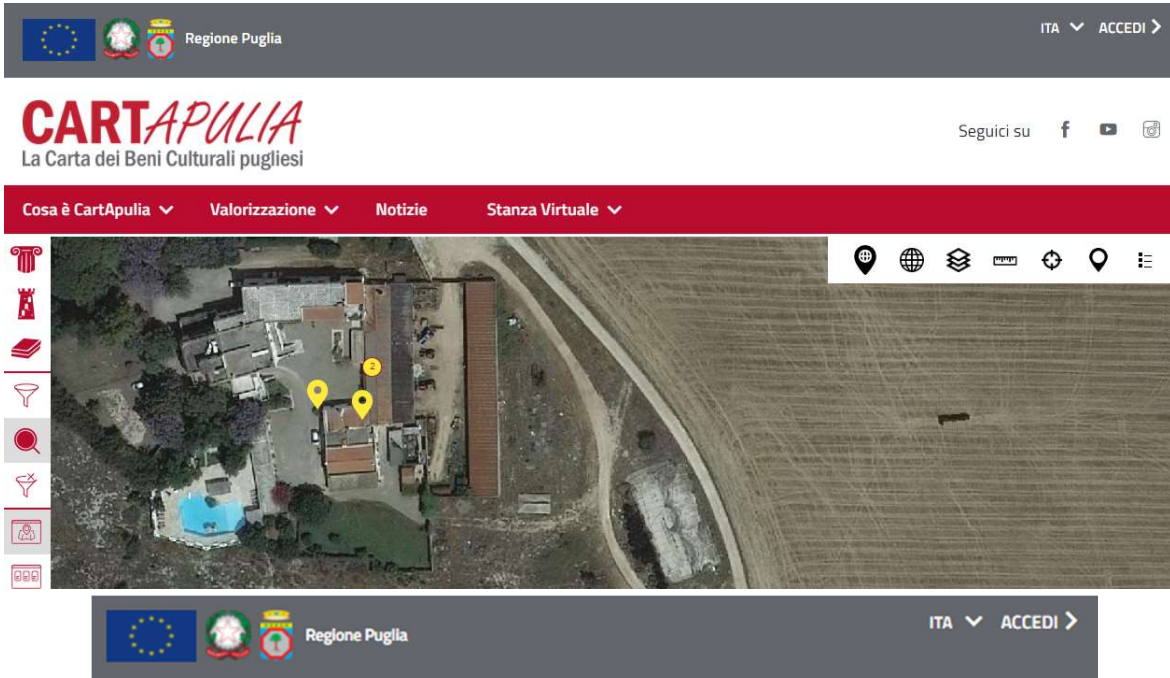 Regione Puglia
ITA ACCEDI
CARTAPULIA
La Carta dei Beni Culturali pugliesi
Seguici su
Cosa è CartApulia Valorizzazione Notizie Stanza Virtuale
2
Regione Puglia
ITA ACCEDI